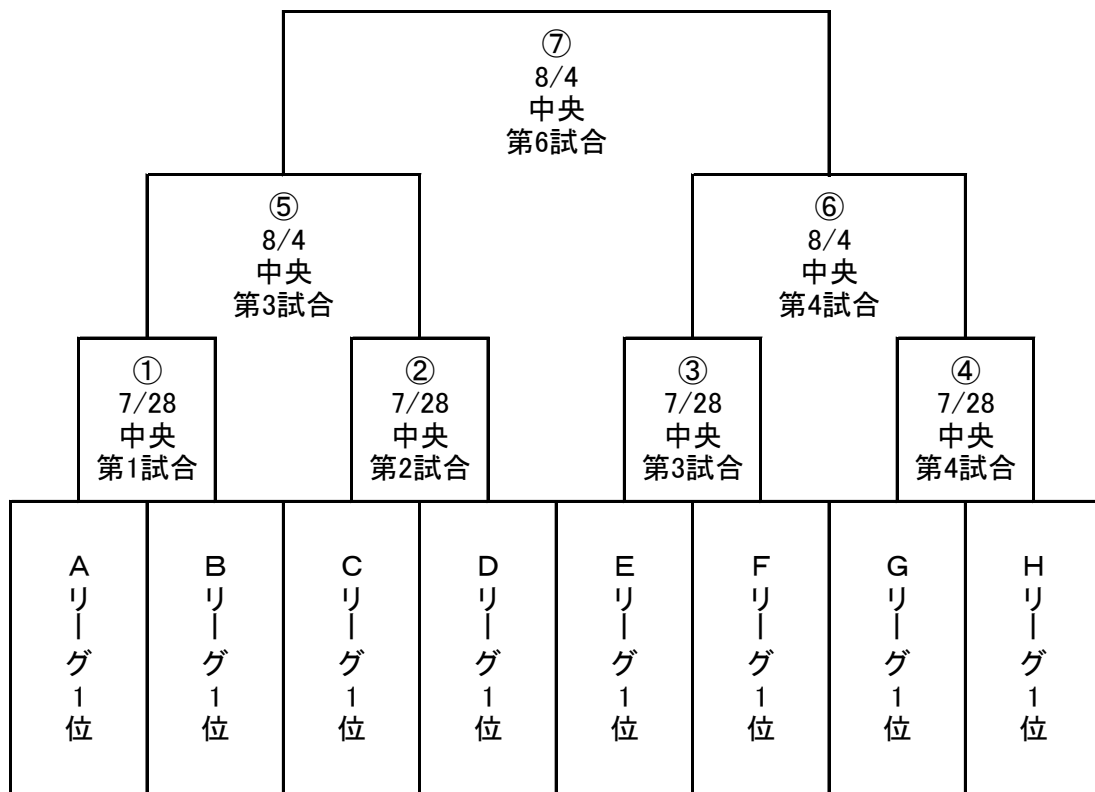 ⑦
8/4
中央
第6試合
⑤
8/4
中央
第3試合
⑥
8/4
中央
第4試合
①
7/28
中央
第1試合
②
7/28
中央
第2試合
③
7/28
中央
第3試合
④
7/28
中央
第4試合
Aリーグ1位
Bリーグ1位
Cリーグ1位
Dリーグ1位
Eリーグ1位
Fリーグ1位
Gリーグ1位
Hリーグ1位